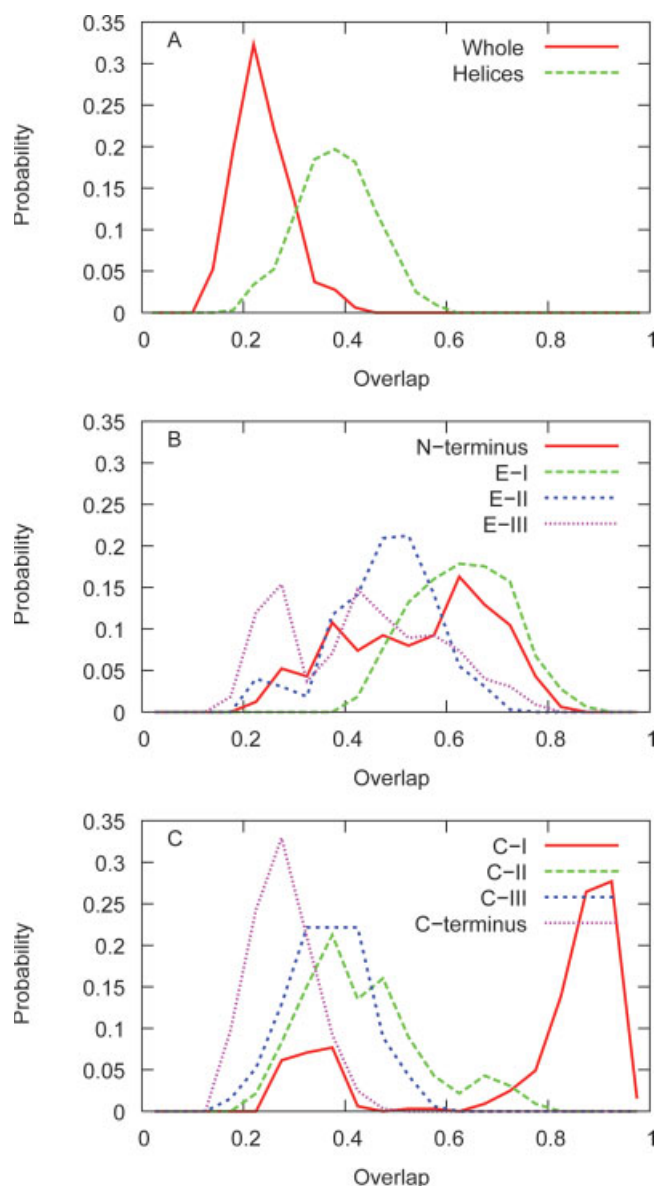 A
Whole
Helices
0.35
0.3
0.25
0.2
0.15
0.1
0.05
0
Probability
0 0.2 0.4 0.6 0.8 1
Overlap
B
N-terminus
E-I
E-II
E-III
0.35
0.3
0.25
0.2
0.15
0.1
0.05
0
Probability
0 0.2 0.4 0.6 0.8 1
Overlap
C
C-I
C-II
C-III
C-terminus
0.35
0.3
0.25
0.2
0.15
0.1
0.05
0
Probability
0 0.2 0.4 0.6 0.8 1
Overlap